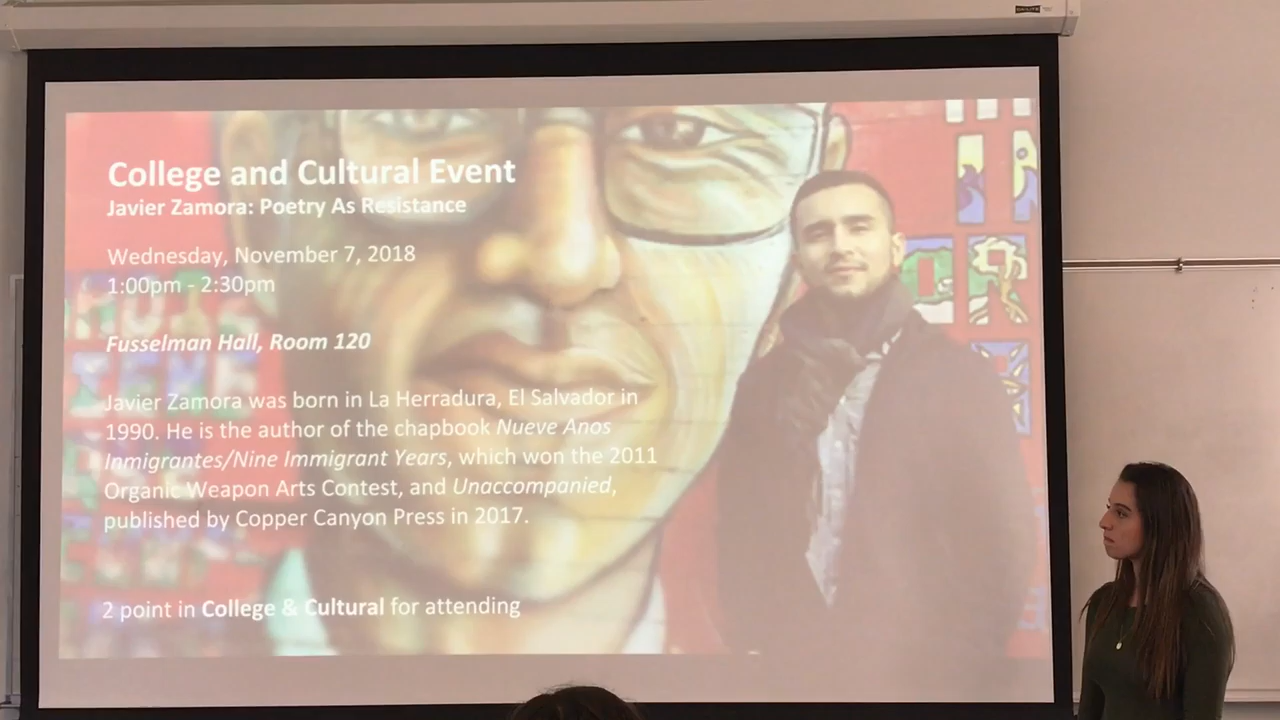 College and Cultural Event
Javier Zamora: Poetry As Resistance
Wednesday, November 7, 2018
1:00pm - 2:30pm
Fusselman Hall, Room 120
Javier Zamora was born in La Herradura, El Salvador in
1990. He is the author of the chapbook Nueve Anos
Inmigrantes/Nine Immigrant Years, which won the 2011
Organic Weapon Arts Contest, and Unaccompanied,
published by Copper Canyon Press in 2017.
2 point in College & Cultural for attending